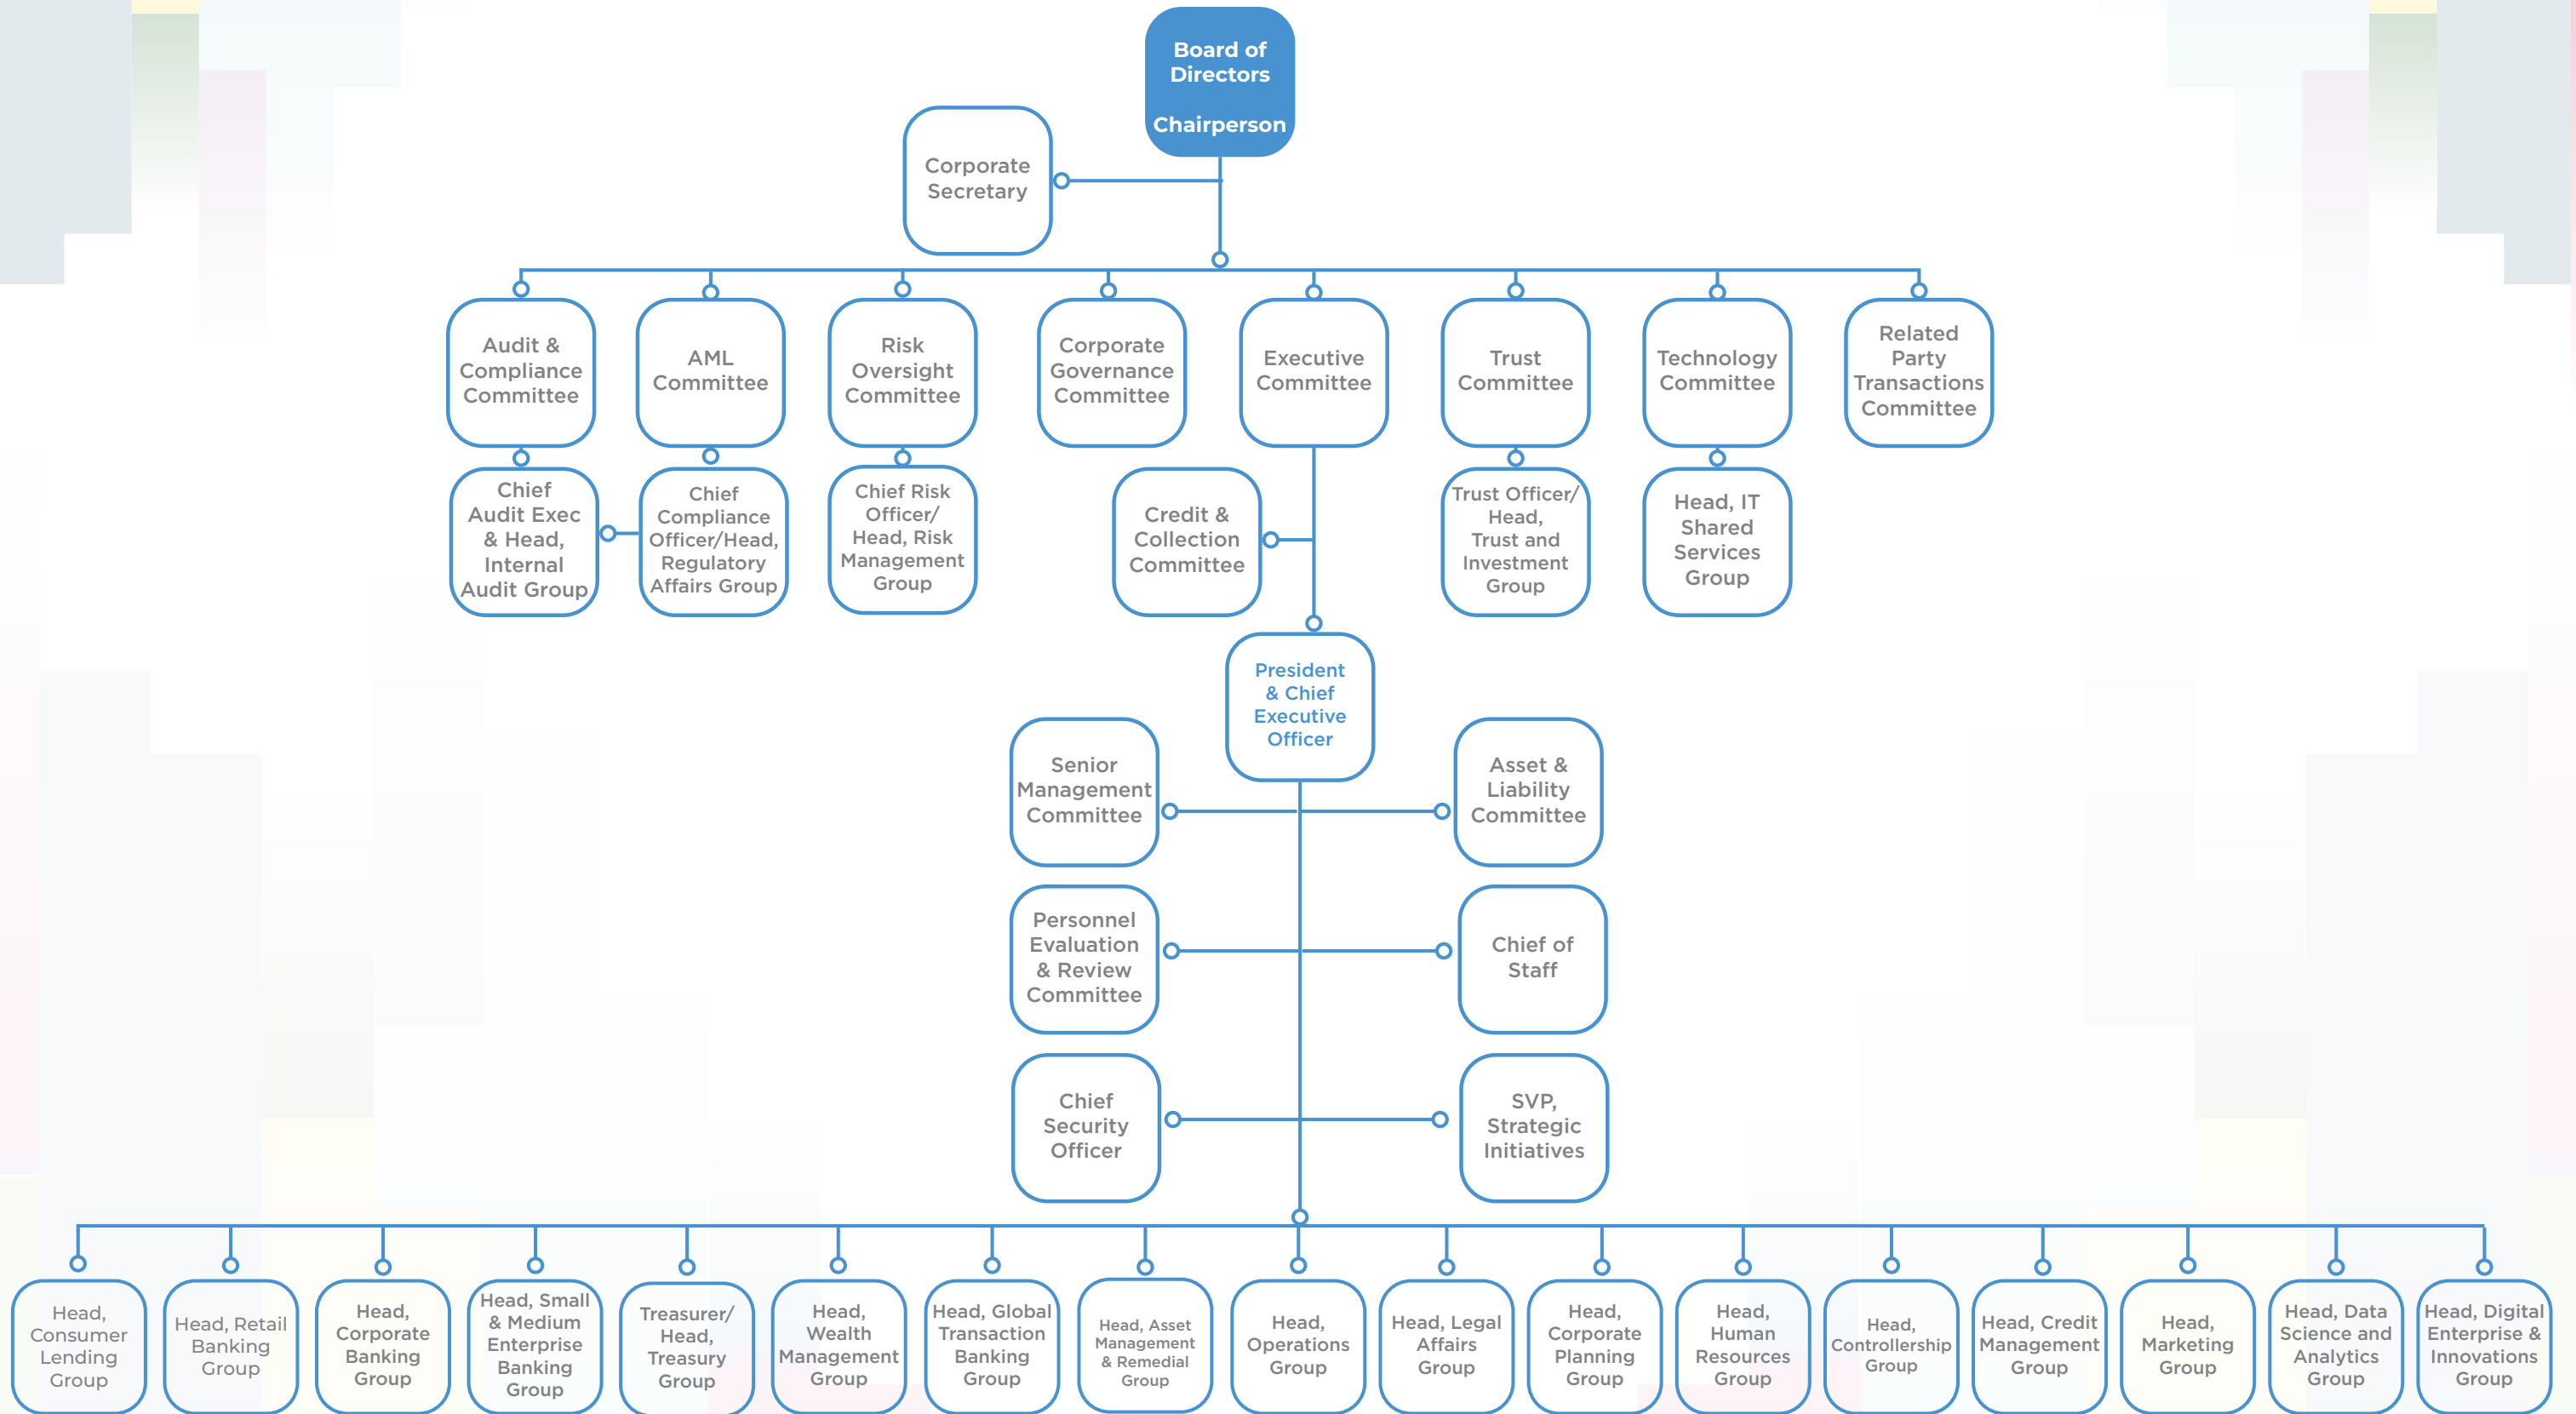 Board of
Directors
Chairperson
Corporate
Secretary
Audit &
Compliance
Committee
AML
Committee
Risk
Oversight
Committee
Corporate
Governance
Committee
Executive
Committee
Trust
Committee
Technology
Committee
Related
Party
Transactions
Committee
Chief
Audit Exec
& Head,
Internal
Audit Group
Chief
Compliance
Officer/Head,
Regulatory
Affairs Group
Chief Risk
Officer/
Head, Risk
Management
Group
Credit &
Collection
Committee
Trust Officer/
Head,
Trust and
Investment
Group
Head, IT
Shared
Services
Group
President
& Chief
Executive
Officer
Senior
Management
Committee
Asset &
Liability
Committee
Personnel
Evaluation
& Review
Committee
Chief of
Staff
Chief
Security
Officer
SVP,
Strategic
Initiatives
Head,
Consumer
Lending
Group
Head, Retail
Banking
Group
Head,
Corporate
Banking
Group
Head, Small
& Medium
Enterprise
Banking
Group
Treasurer/
Head,
Treasury
Group
Head,
Wealth
Management
Group
Head, Global
Transaction
Banking
Group
Head, Asset
Management
& Remedial
Group
Head,
Operations
Group
Head, Legal
Affairs
Group
Head,
Corporate
Planning
Group
Head,
Human
Resources
Group
Head,
Controllership
Group
Head, Credit
Management
Group
Head,
Marketing
Group
Head, Data
Science and
Analytics
Group
Head, Digital
Enterprise &
Innovations
Group